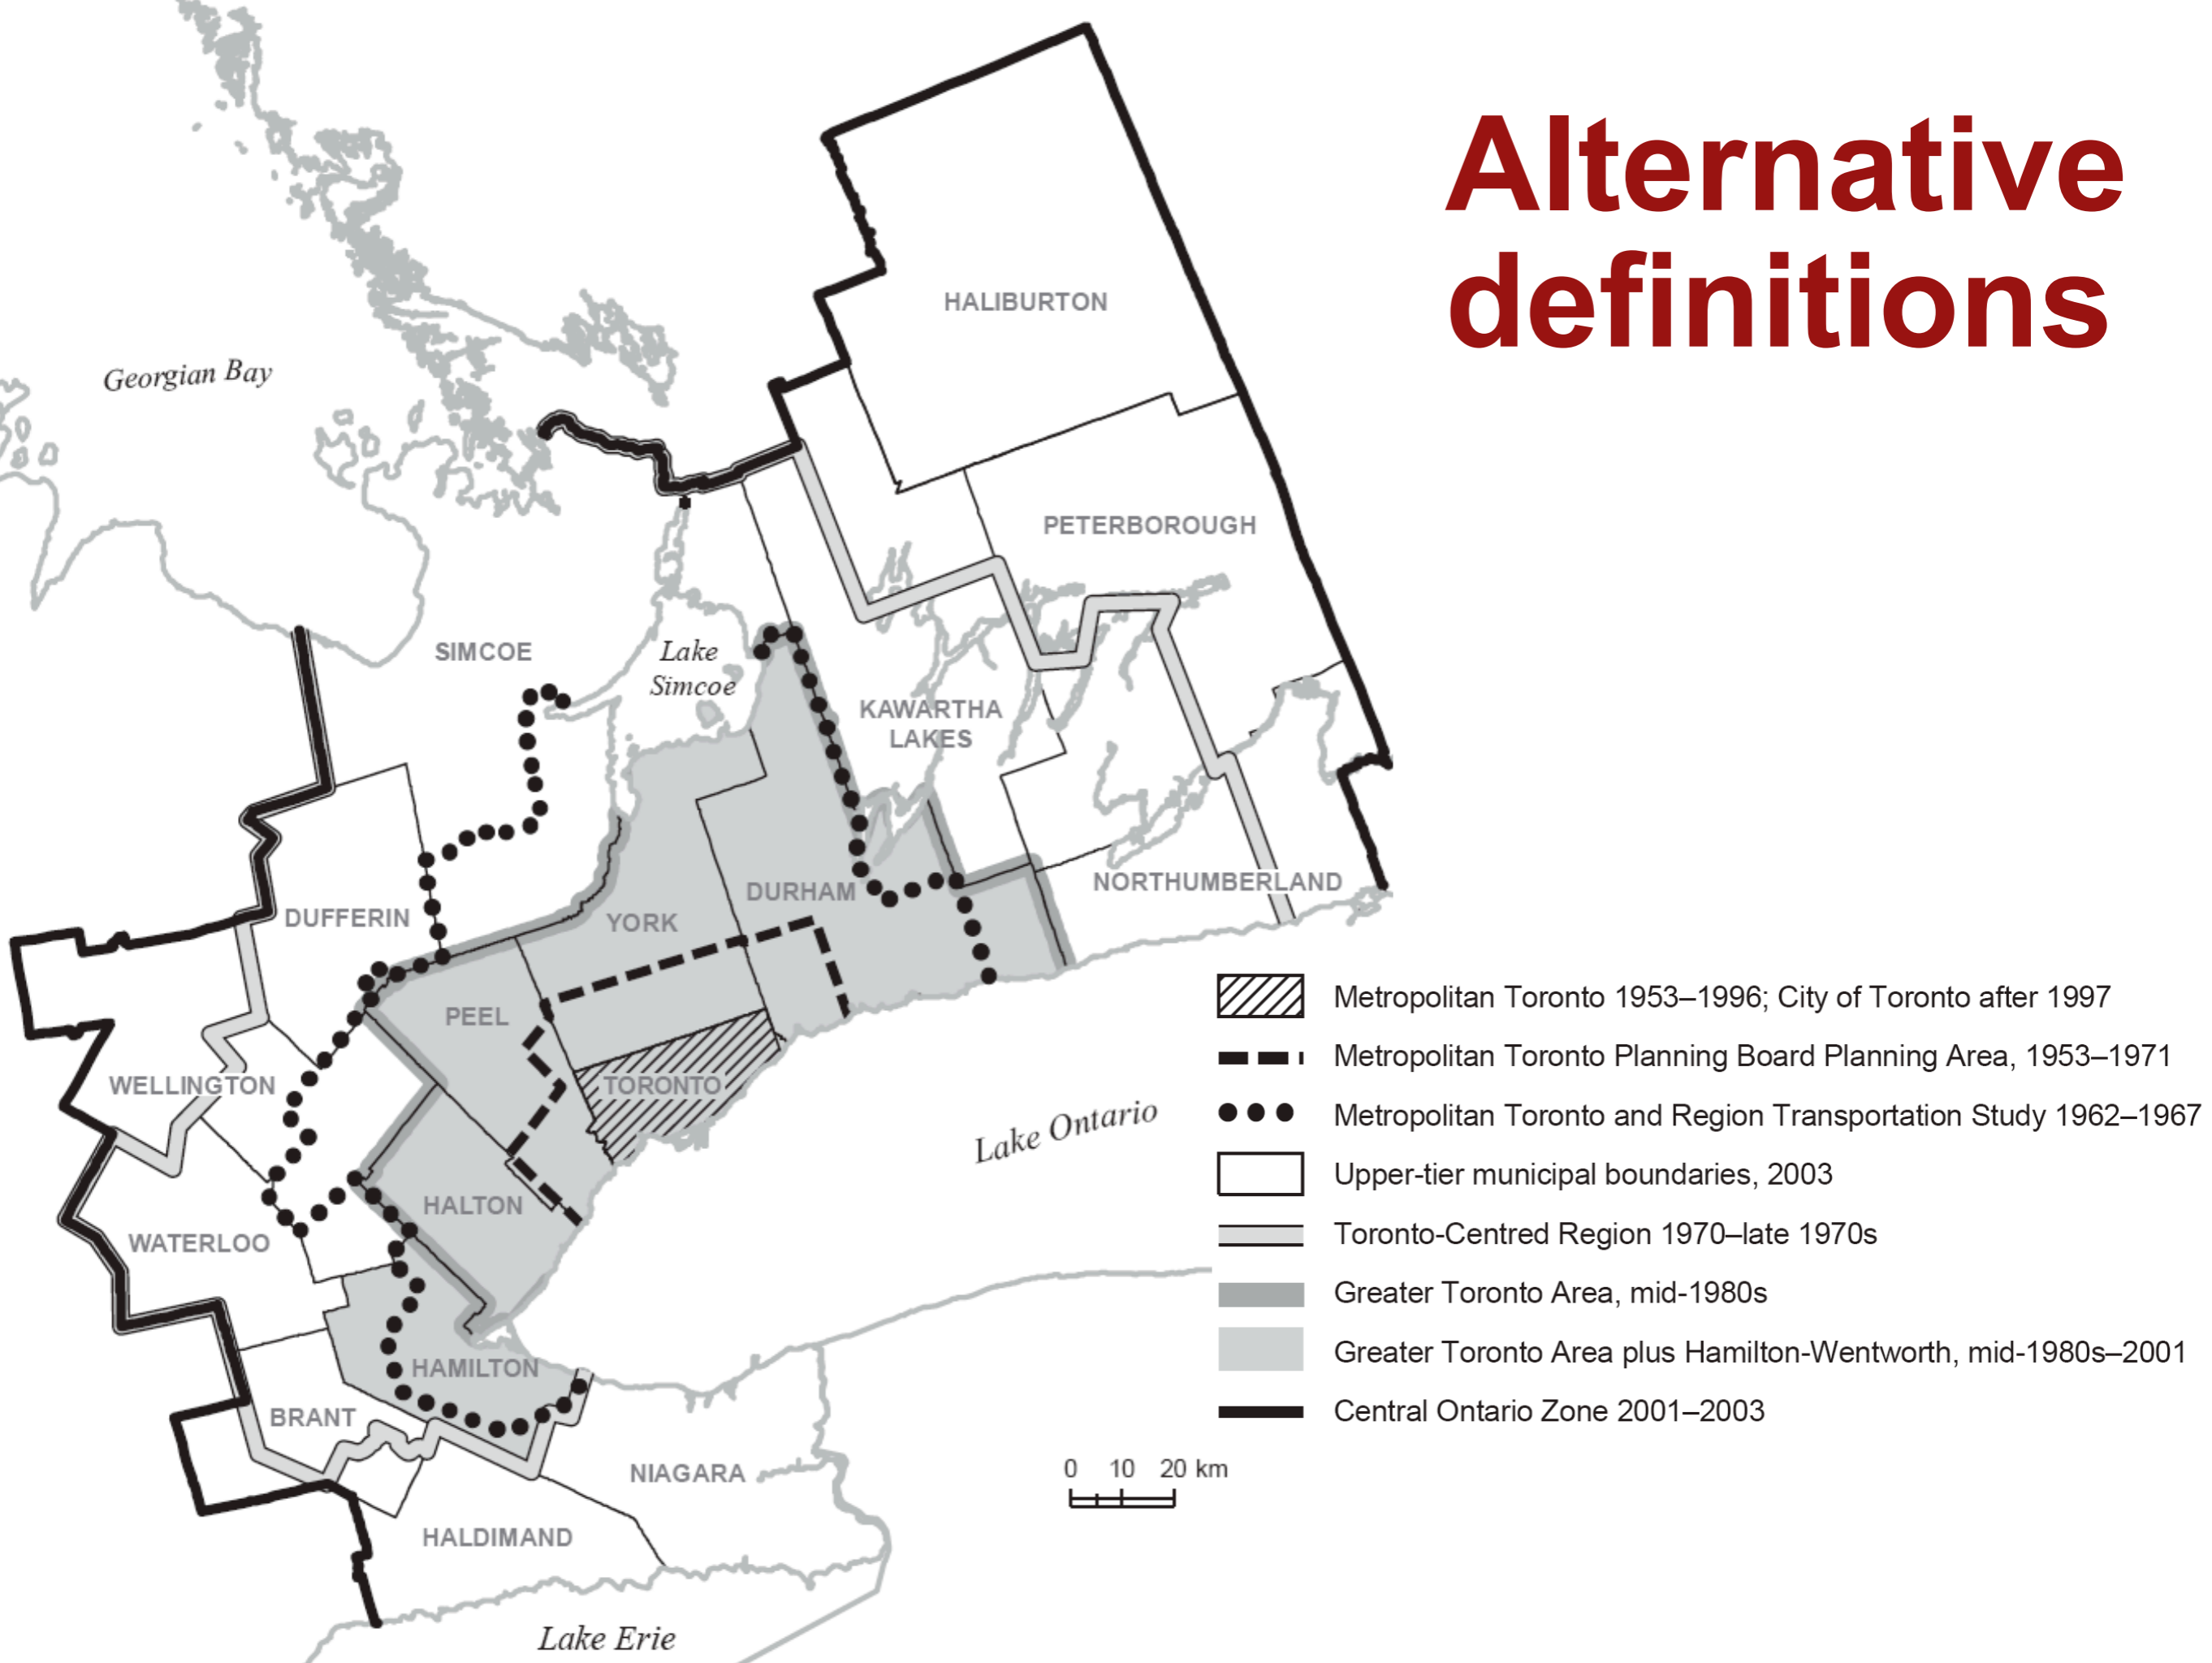 Alternative
definitions
HALIBURTON
Georgian Bay
PETERBOROUGH
SIMCOE
Lake
Simcoe
KAWARTHA
LAKES
NORTHUMBERLAND
DURHAM
DUFFERIN
YORK
PEEL
WELLINGTON
TORONTO
Lake Ontario
HALTON
WATERLOO
HAMILTON
BRANT
NIAGARA
HALDIMAND
Lake Erie
Metropolitan Toronto 1953–1996; City of Toronto after 1997
Metropolitan Toronto Planning Board Planning Area, 1953–1971
Metropolitan Toronto and Region Transportation Study 1962–1967
Upper-tier municipal boundaries, 2003
Toronto-Centred Region 1970–late 1970s
Greater Toronto Area, mid-1980s
Greater Toronto Area plus Hamilton-Wentworth, mid-1980s–2001
Central Ontario Zone 2001–2003
0 10 20 km